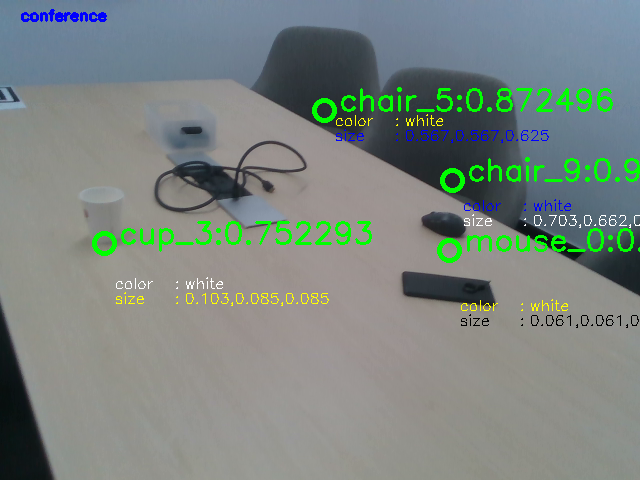 conference
chair_5:0.872496
color : white
size : 0.567,0.567,0.625
chair_9:0.9
color : white
size : 0.703,0.662,0
cup_3:0.752293
mouse_0:0.
color : white
size : 0.103,0.085,0.085
color : white
size : 0.061,0.061,0